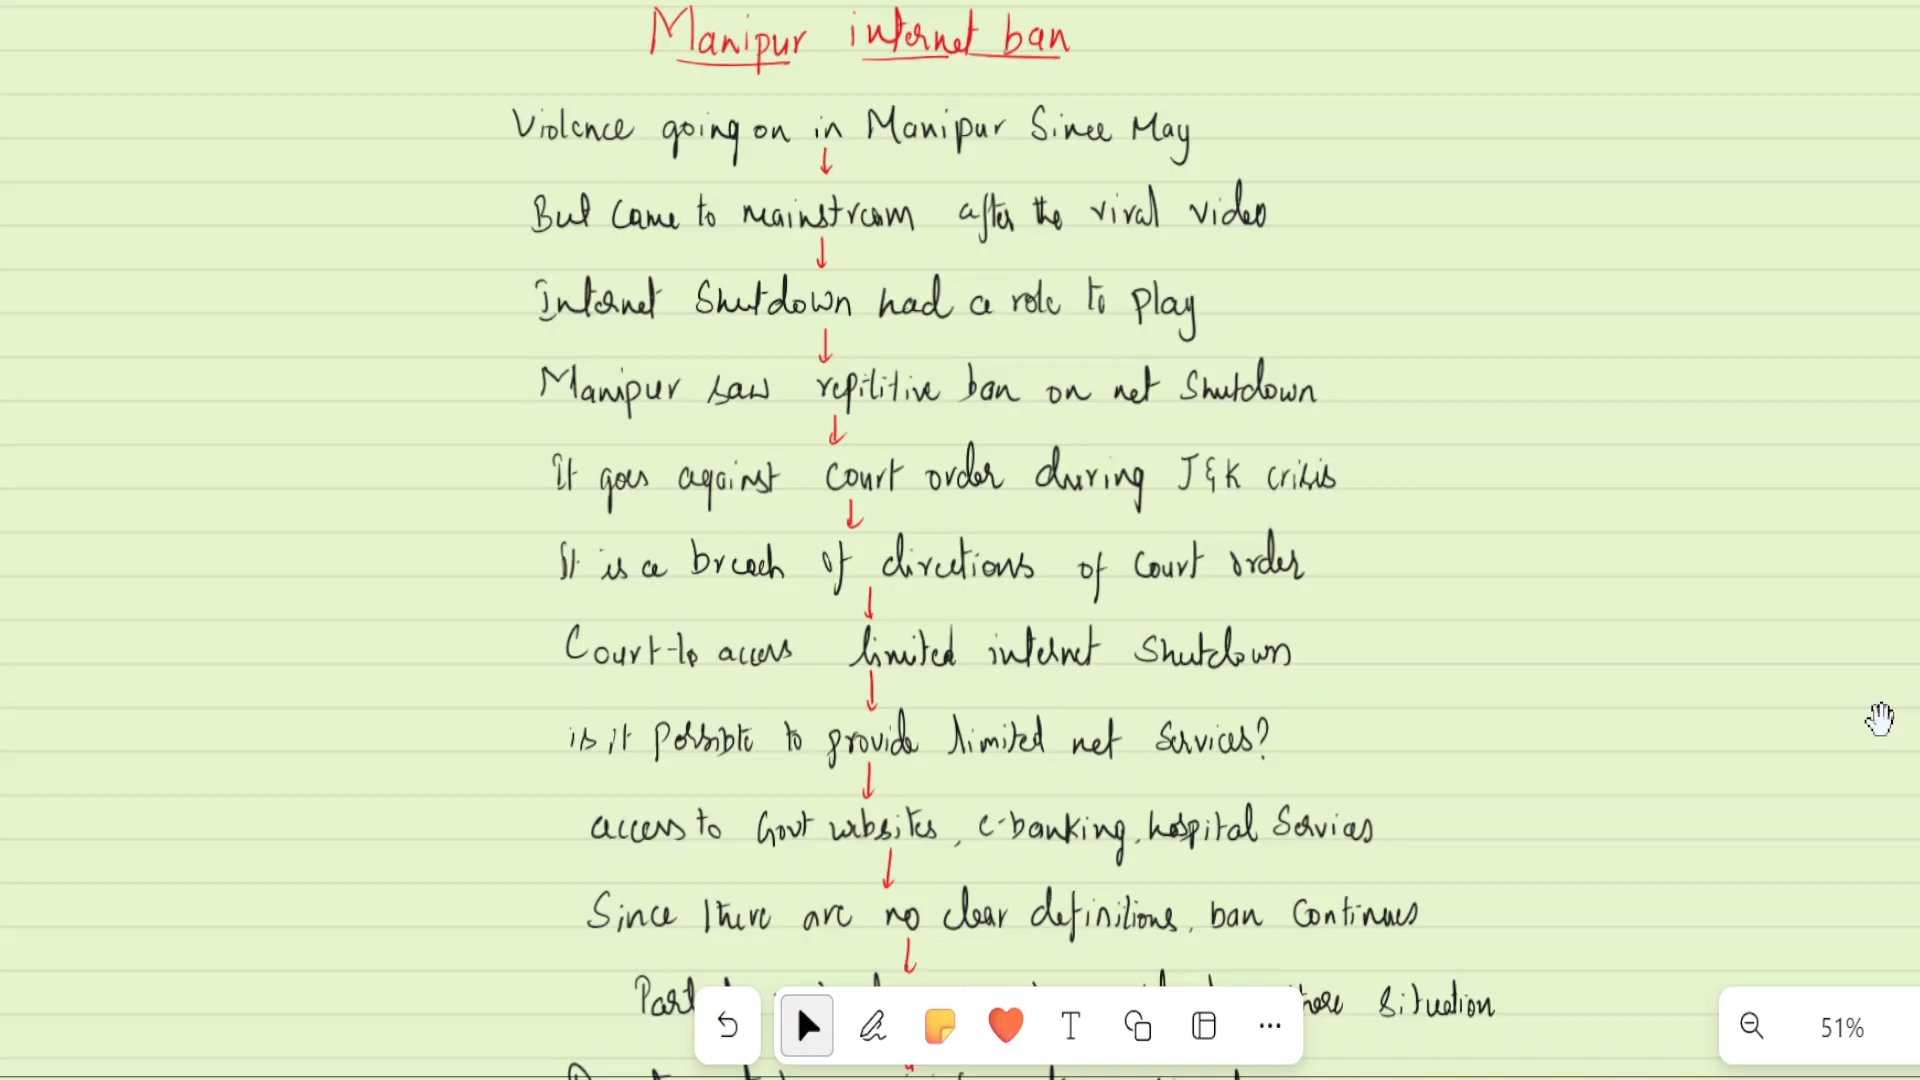 Manipur internet ban
Violence going on in Manipur Since May
But came to mainstream after the viral video
Internet Shutdown had a role to play
Manipur saw repititive ban on net Shutdown
It goes against court order during J&K crisis
It is a breach of directions of Court order
Court to access limited internet Shutdown
is it possible to provide limited net Services?
access to Govt websites, e-banking, hospital Services
Since there are no clear definitions, ban Continues
these situation
51%